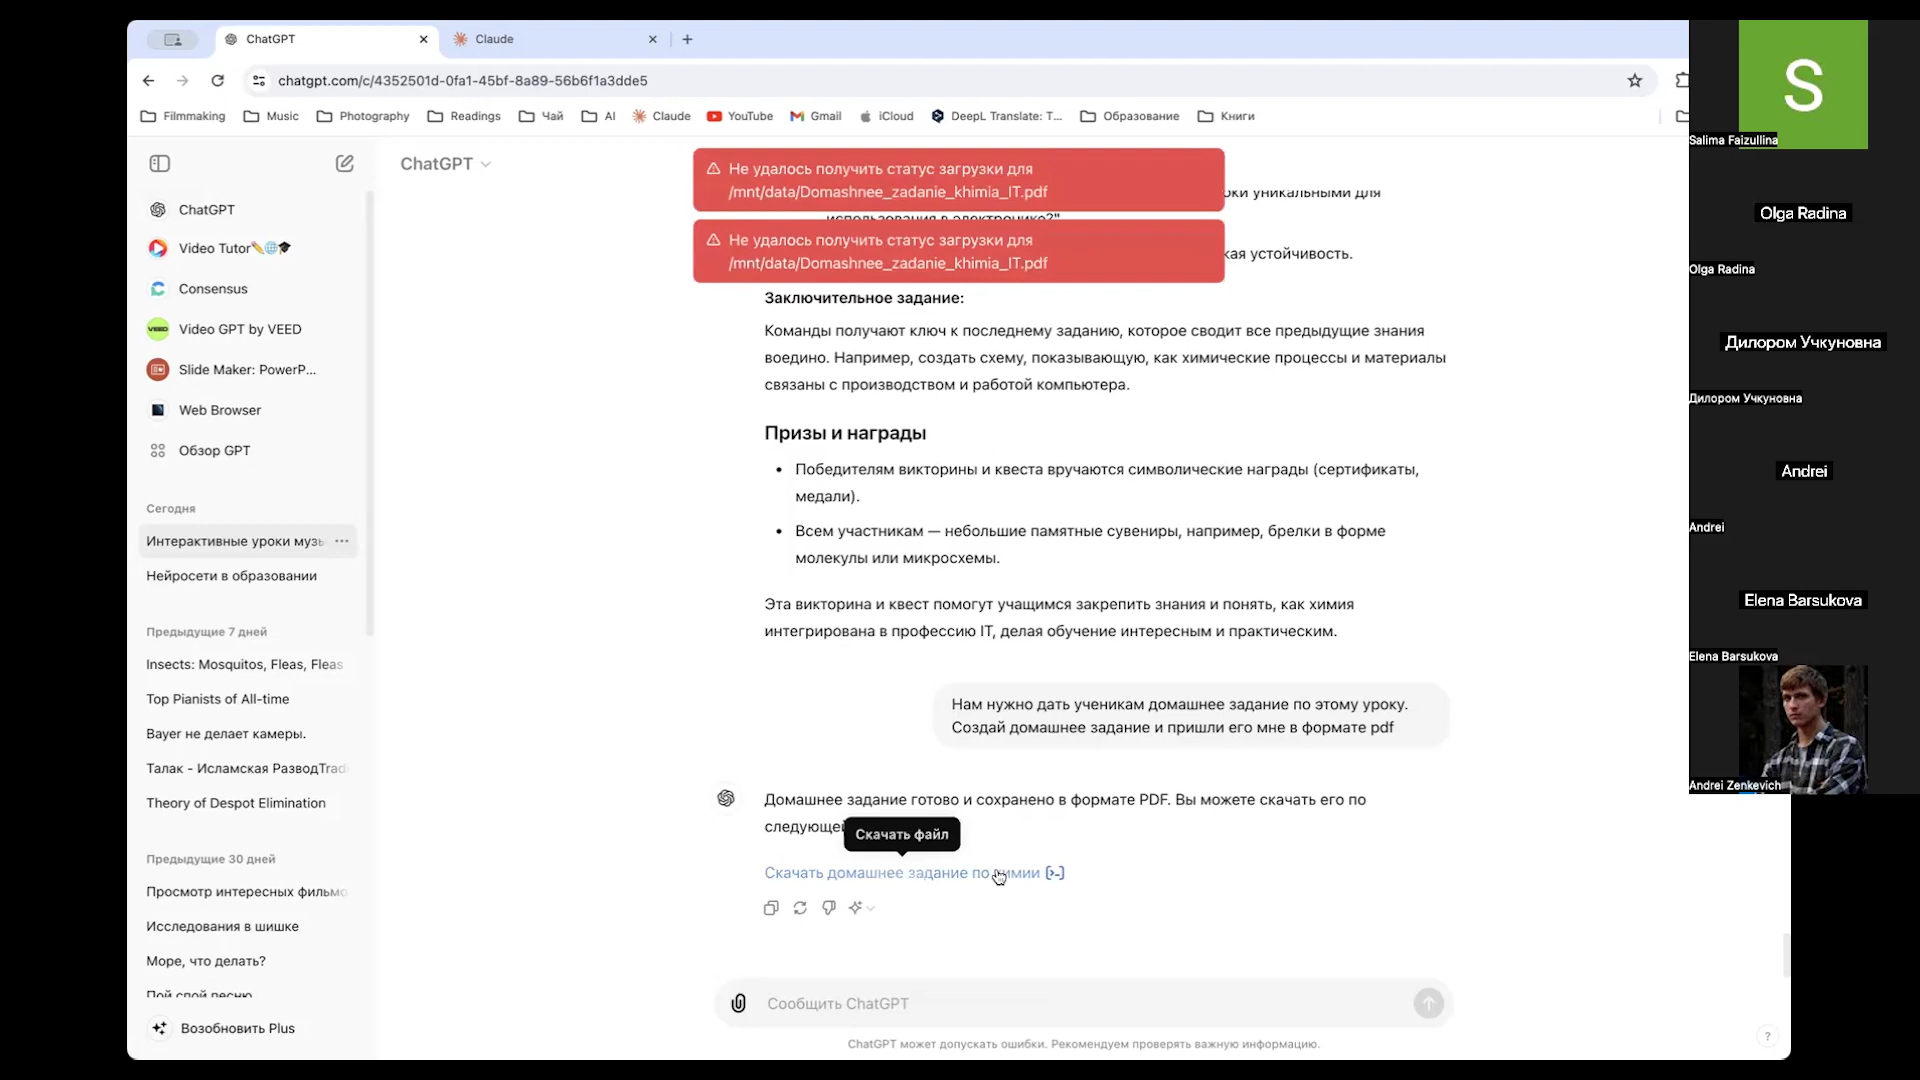 ChatGPT
Claude
chatgpt.com/c/4352501d-0fa1-45bf-8a89-56b6f1a3dde5
Filmmaking
Music
Photography
Readings
Чай
AI
Claude
YouTube
Gmail
iCloud
DeepL Translate: T...
Образование
Книги
ChatGPT
Video Tutor
Consensus
VEED
Video GPT by VEED
Slide Maker: PowerP...
Web Browser
Обзор GPT
Сегодня
Интерактивные уроки музы
Нейросети в образовании
Предыдущие 7 дней
Insects: Mosquitos, Fleas, Fleas
Top Pianists of All-time
Bayer не делает камеры.
Талак - Исламская РазводTradi
Theory of Despot Elimination
Предыдущие 30 дней
Просмотр интересных фильмо
Исследования в шишке
Море, что делать?
Пой спой песню
Возобновить Plus
ChatGPT
Не удалось получить статус загрузки для
/mnt/data/Domashnee_zadanie_khimia_IT.pdf
Не удалось получить статус загрузки для
/mnt/data/Domashnee_zadanie_khimia_IT.pdf
уникальными для
использования в электронике?"
кая устойчивость.
Заключительное задание:
Команды получают ключ к последнему заданию, которое сводит все предыдущие знания
воедино. Например, создать схему, показывающую, как химические процессы и материалы
связаны с производством и работой компьютера.
Призы и награды
• Победителям викторины и квеста вручаются символические награды (сертификаты,
медали).
• Всем участникам — небольшие памятные сувениры, например, брелки в форме
молекулы или микросхемы.
Эта викторина и квест помогут учащимся закрепить знания и понять, как химия
интегрирована в профессию IT, делая обучение интересным и практическим.
Нам нужно дать ученикам домашнее задание по этому уроку.
Создай домашнее задание и пришли его мне в формате pdf
Домашнее задание готово и сохранено в формате PDF. Вы можете скачать его по
следующей
Скачать файл
Скачать домашнее задание по химии [>-]
Сообщить ChatGPT
ChatGPT может допускать ошибки. Рекомендуем проверять важную информацию.
?
S
Salima Faizullina
Olga Radina
Olga Radina
Дилором Учкуновна
Дилором Учкуновна
Andrei
Andrei
Elena Barsukova
Elena Barsukova
Andrei Zenkevich